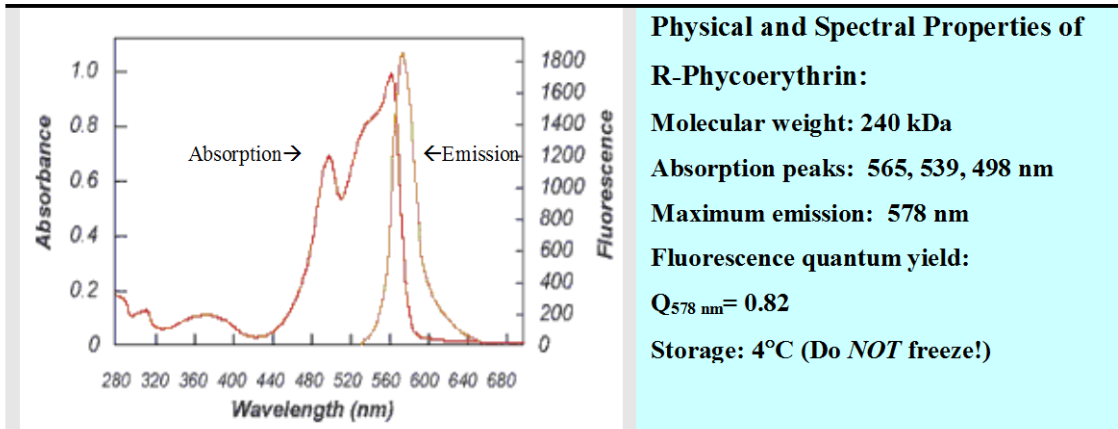 Physical and Spectral Properties of
R-Phycoerythrin:
Molecular weight: 240 kDa
Absorption peaks: 565, 539, 498 nm
Maximum emission: 578 nm
Fluorescence quantum yield:
Q578 nm= 0.82
Storage: 4°C (Do NOT freeze!)
Absorbance
1.0
0.8
0.6
0.4
0.2
0
Absorption→
←Emission
1800
1600
1400
1200
1000
800
600
400
200
0
Fluorescence
280 320 360 400 440 480 520 560 600 640 680
Wavelength (nm)